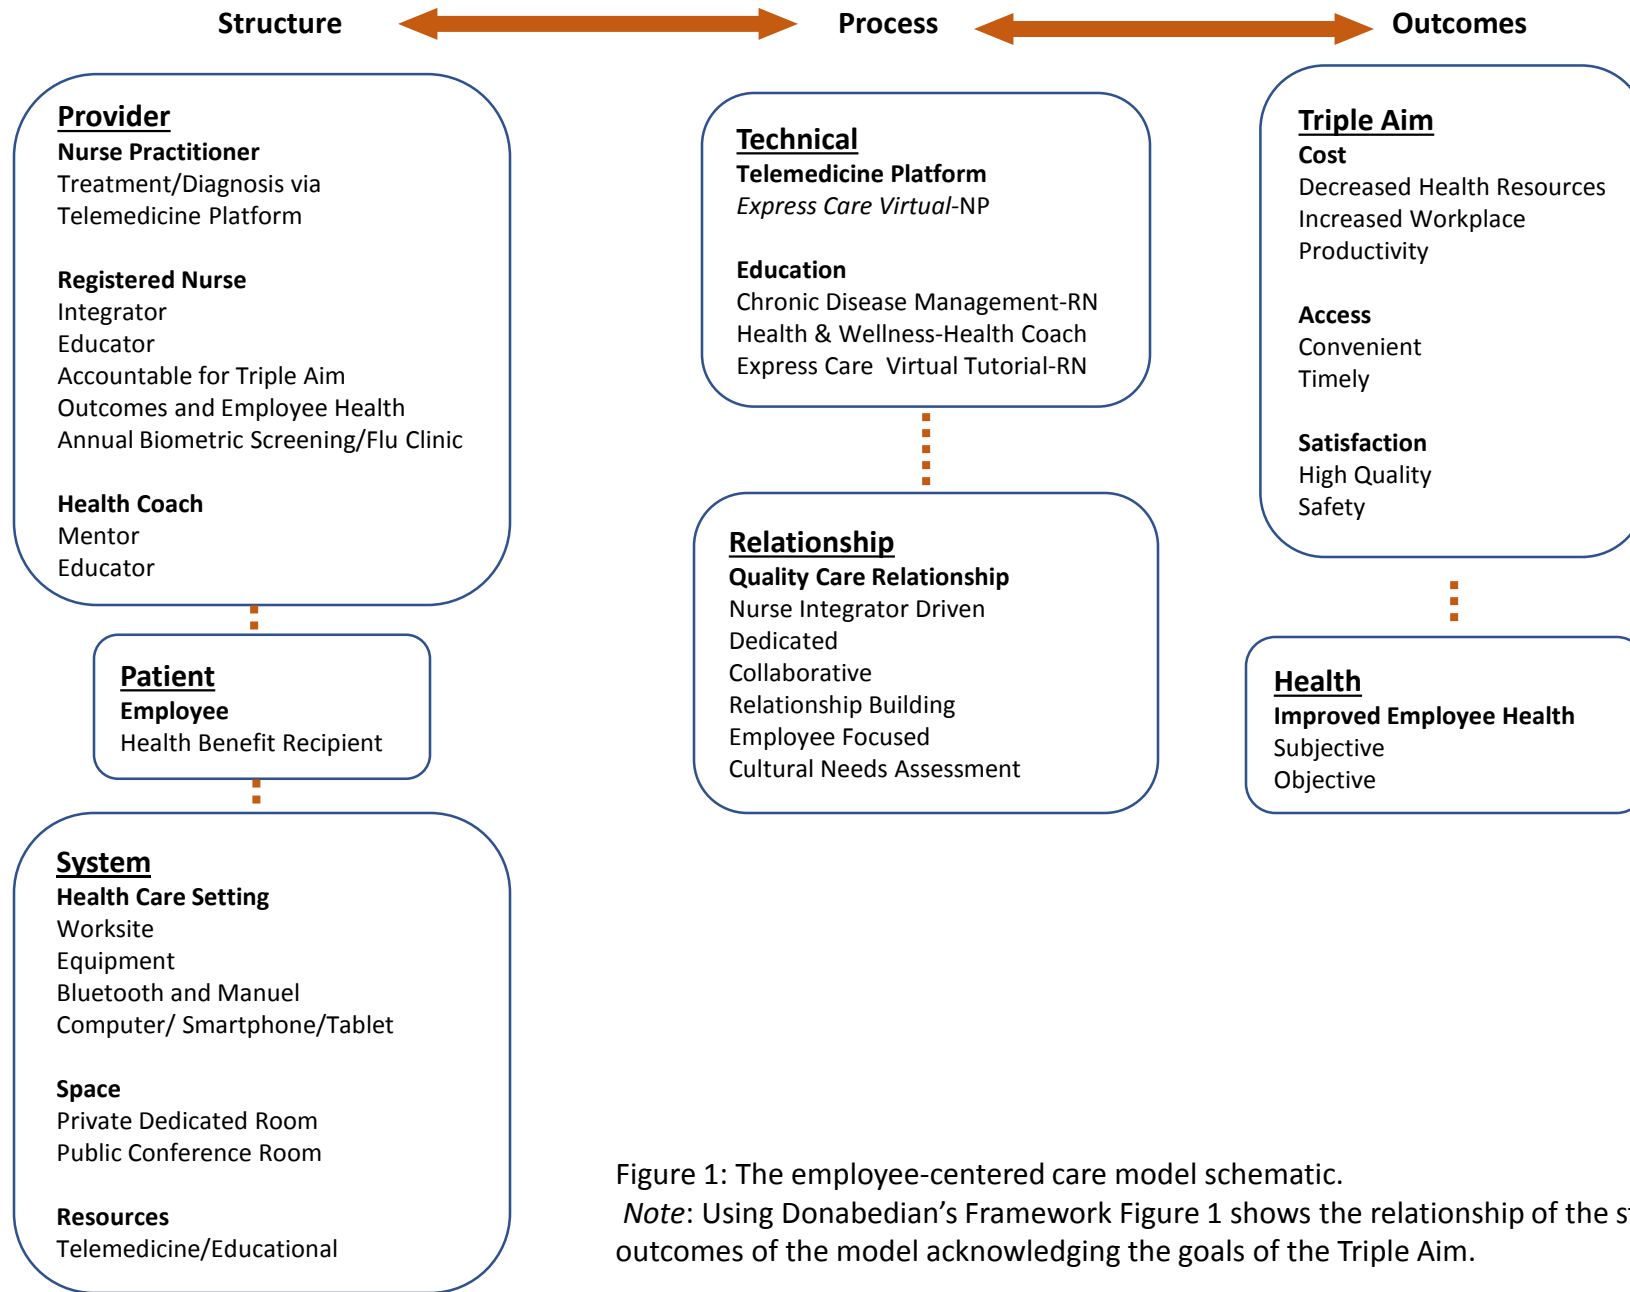 Structure
Process
Outcomes
Provider
Nurse Practitioner
Treatment/Diagnosis via
Telemedicine Platform
Registered Nurse
Integrator
Educator
Accountable for Triple Aim
Outcomes and Employee Health
Annual Biometric Screening/Flu Clinic
Health Coach
Mentor
Educator
Patient
Employee
Health Benefit Recipient
System
Health Care Setting
Worksite
Equipment
Bluetooth and Manuel
Computer/ Smartphone/Tablet
Space
Private Dedicated Room
Public Conference Room
Resources
Telemedicine/Educational
Technical
Telemedicine Platform
Express Care Virtual-NP
Education
Chronic Disease Management-RN
Health & Wellness-Health Coach
Express Care  Virtual Tutorial-RN
Relationship
Quality Care Relationship
Nurse Integrator Driven
Dedicated
Collaborative
Relationship Building
Employee Focused
Cultural Needs Assessment
Triple Aim
Cost
Decreased Health Resources
Increased Workplace
Productivity
Access
Convenient
Timely
Satisfaction
High Quality
Safety
Health
Improved Employee Health
Subjective
Objective
Figure 1: The employee-centered care model schematic.
Note: Using Donabedian's Framework Figure 1 shows the relationship of the
outcomes of the model acknowledging the goals of the Triple Aim.